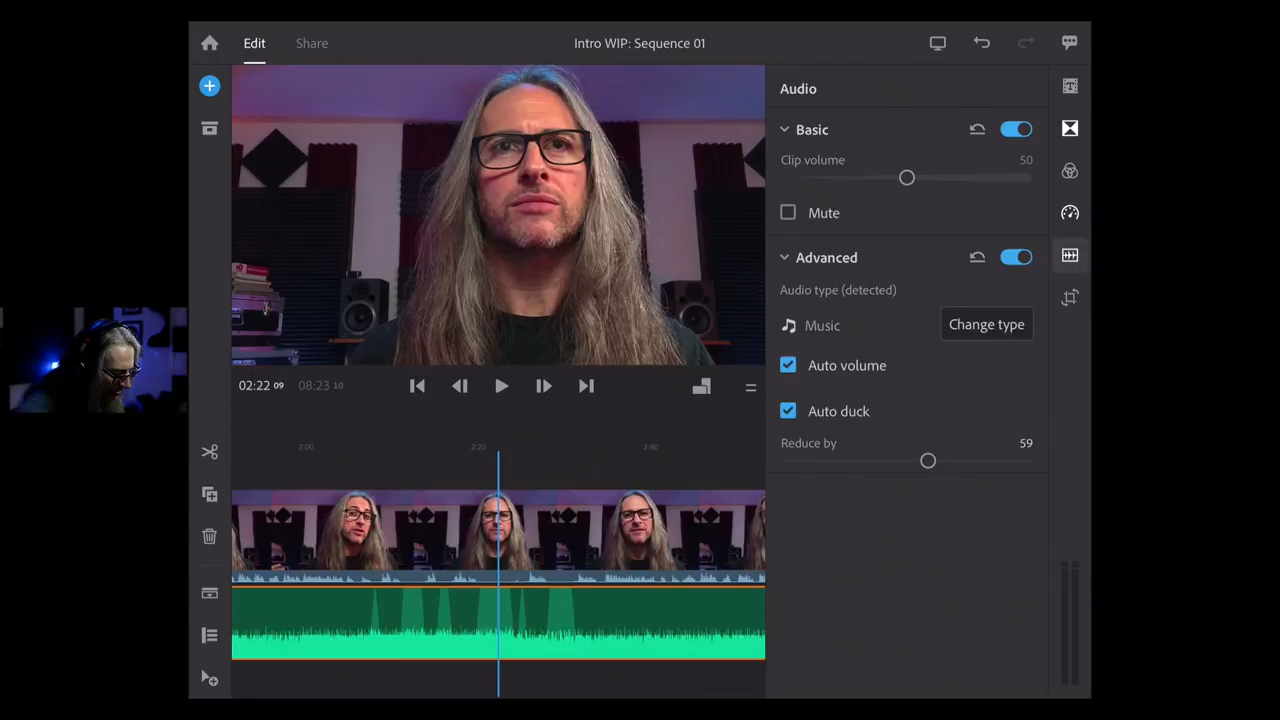 Edit
Share
Intro WIP: Sequence 01
Audio
Basic
Clip volume 50
Mute
Advanced
Audio type (detected)
Music
Change type
Auto volume
Auto duck
Reduce by 59
02:22 09
08:23 10
2:00
2:20
2:40